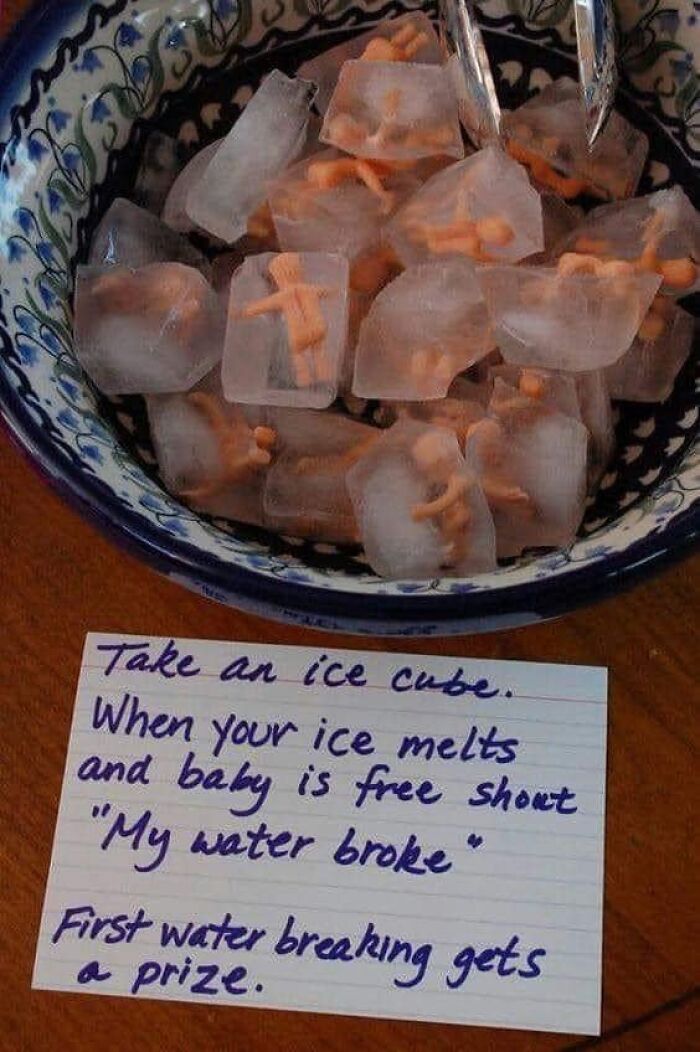 Take an ice cube.
When your ice melts
and baby is free shout
"My water broke"
First water breaking gets
a prize.